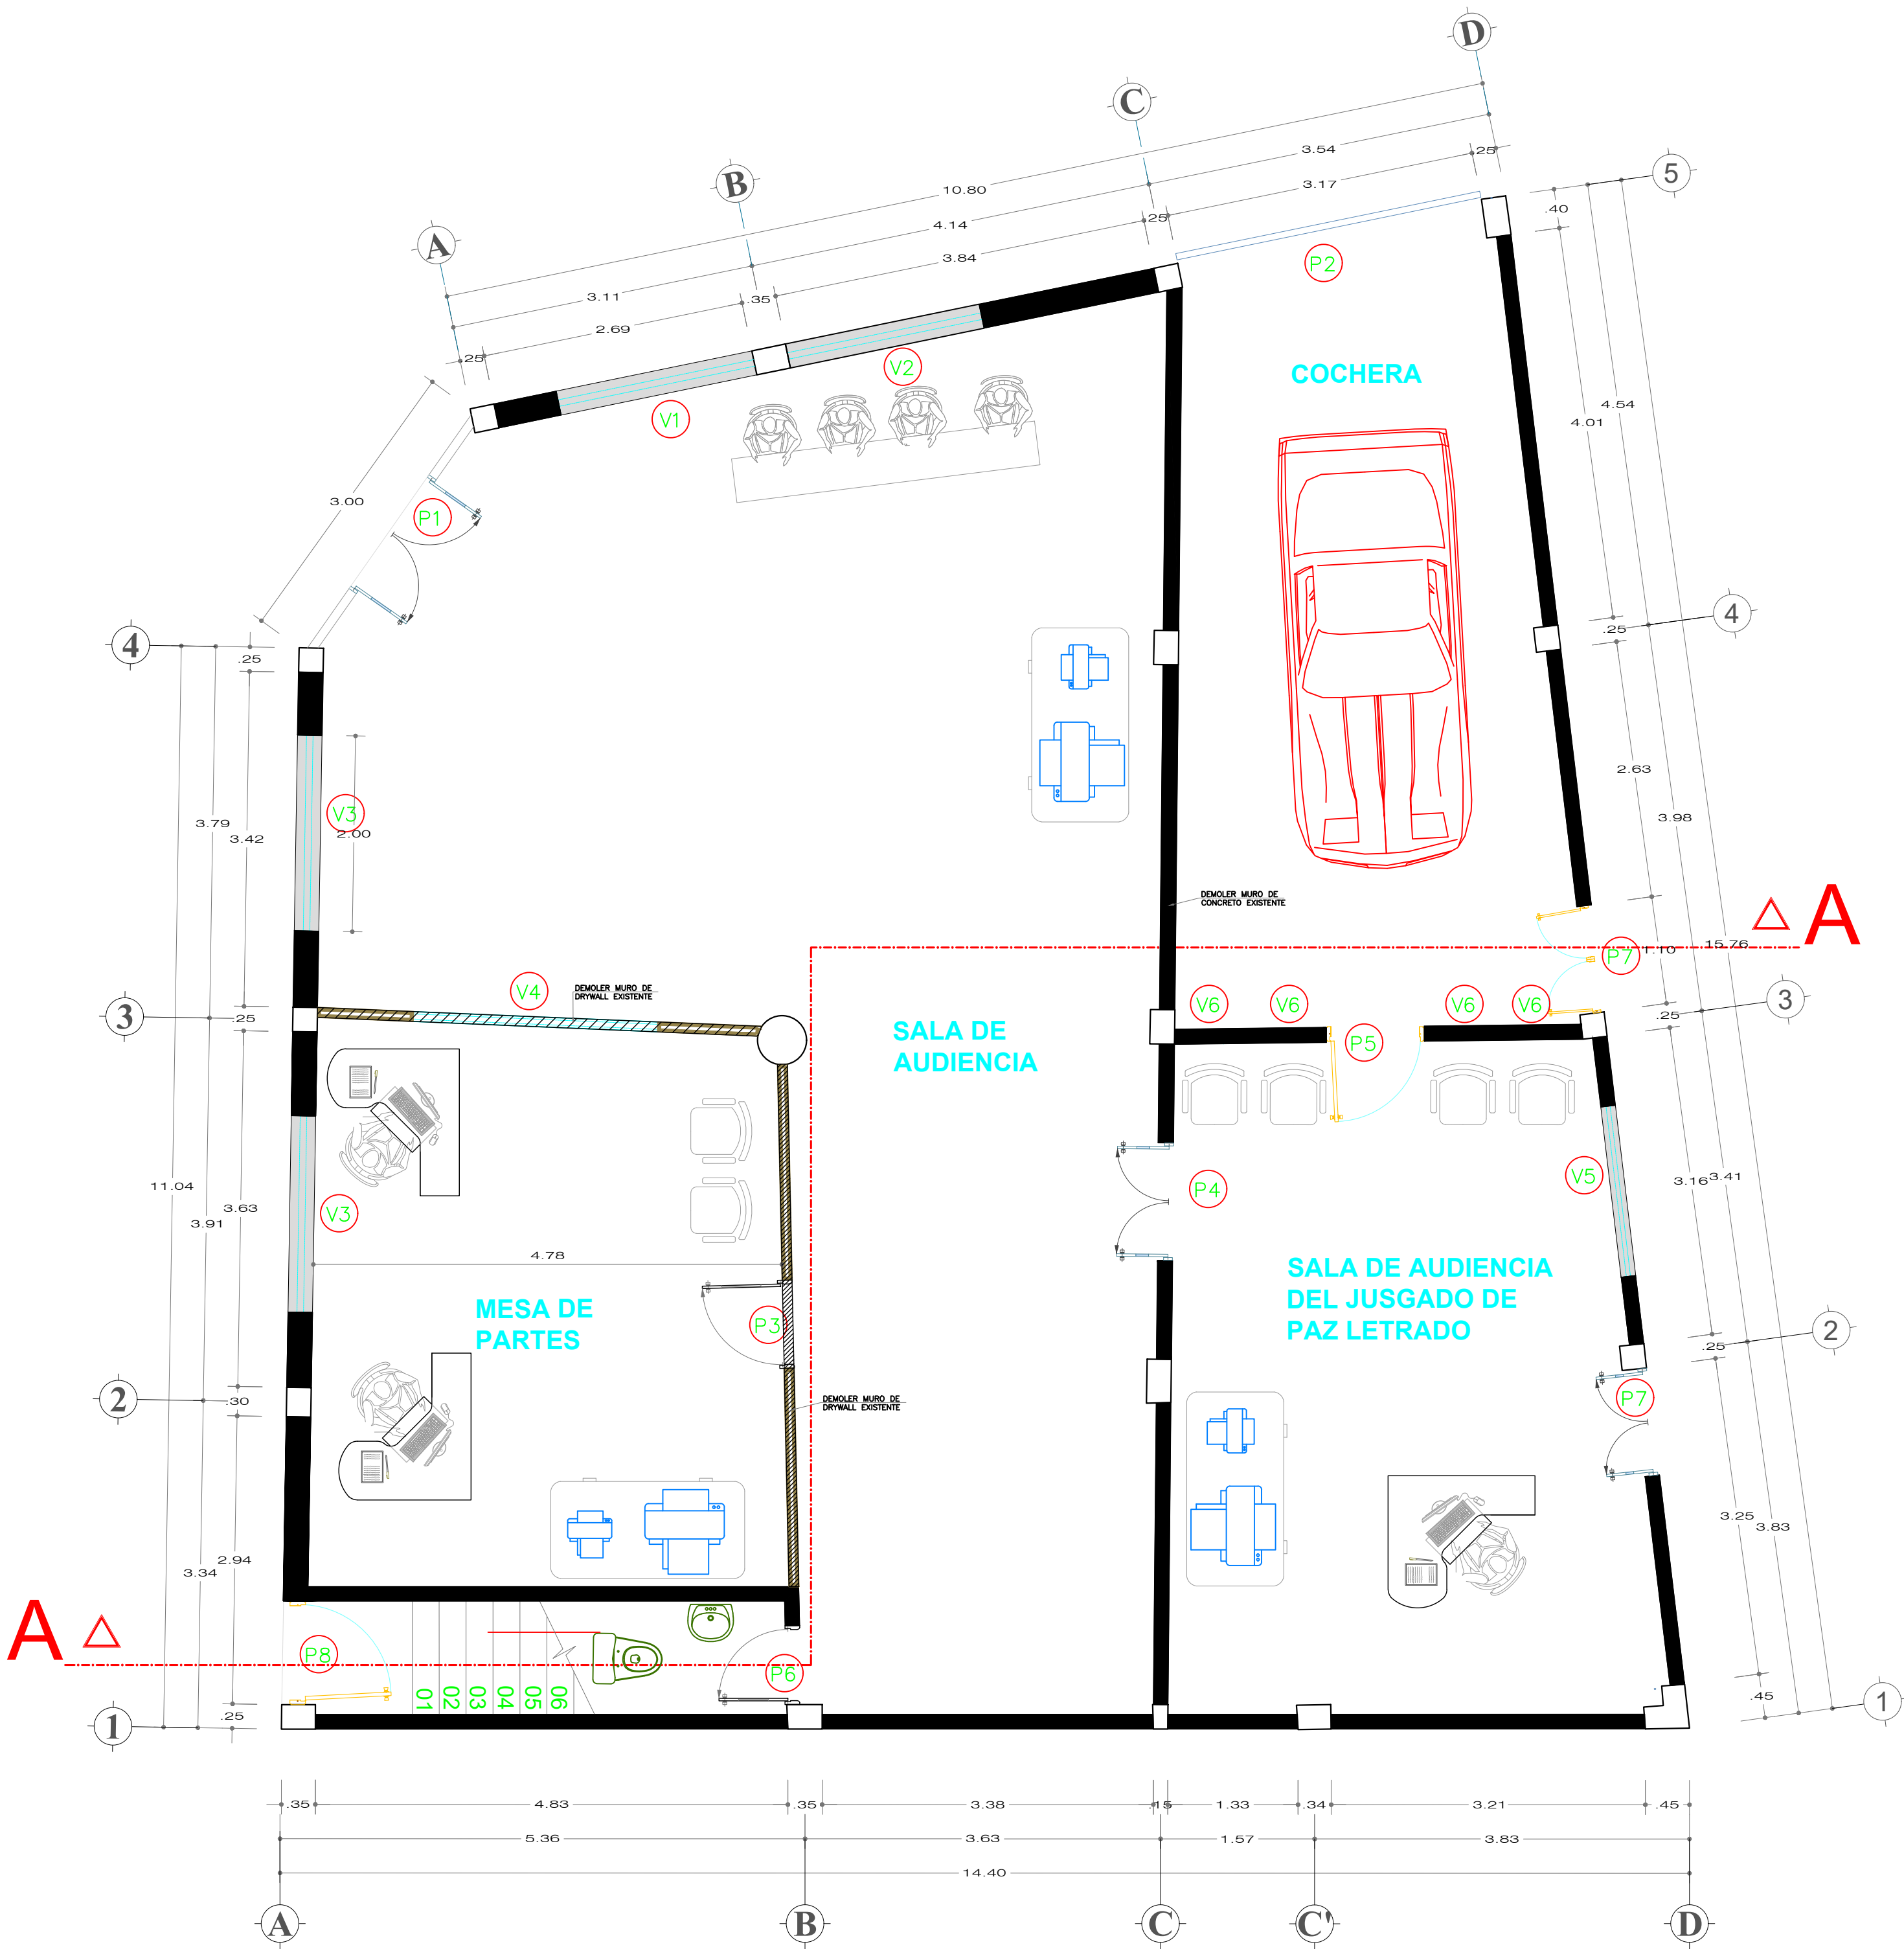 D
C
B
A
5
10.80
3.54
.25
3.17
4.14
.25
3.84
3.11
.35
2.69
.25
P2
.40
V2
V1
COCHERA
4.54
4.01
3.00
P1
4
4
.25
.25
V3
2.00
3.79
3.42
2.63
3.98
DEMOLER MURO DE
CONCRETO EXISTENTE
A
15.76
1.10
P7
V4
DEMOLER MURO DE
DRYWALL EXISTENTE
V6
V6
V6
V6
3
3
.25
.25
SALA DE
AUDIENCIA
P5
11.04
3.91
3.63
V3
4.78
P4
V5
3.16
3.41
SALA DE AUDIENCIA
DEL JUSGADO DE
PAZ LETRADO
MESA DE
PARTES
P3
2
.25
2
.30
DEMOLER MURO DE
DRYWALL EXISTENTE
P7
3.25
3.83
2.94
3.34
A
P8
P6
01
02
03
04
05
06
.45
1
.25
1
.35
4.83
.35
3.38
.15
1.33
.34
3.21
.45
5.36
3.63
1.57
3.83
14.40
A
B
C
C'
D